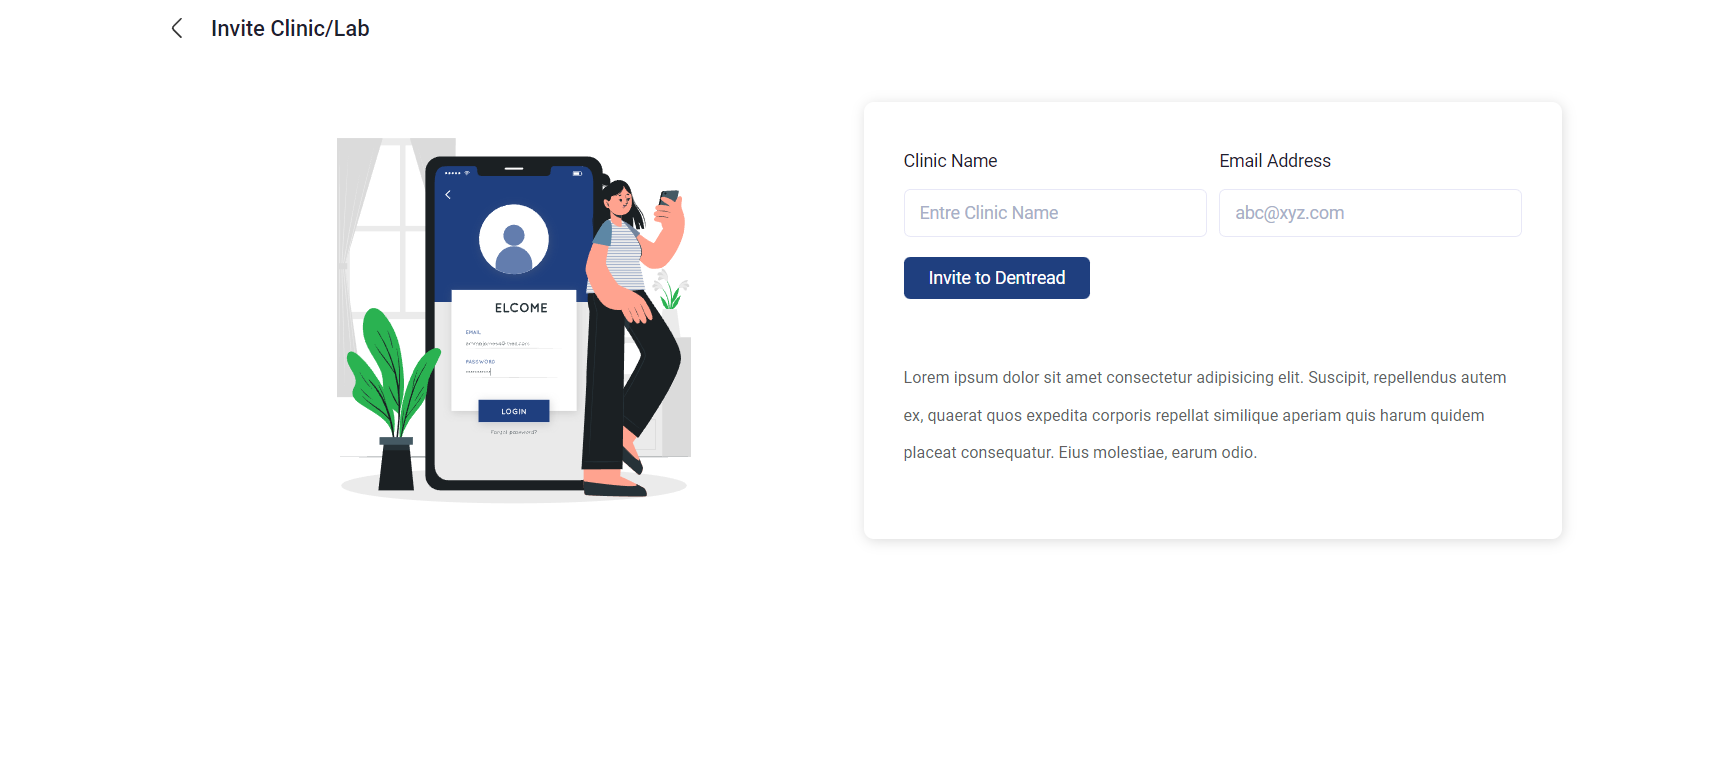 Invite Clinic/Lab
ELCOME
EMAIL
PASSWORD
LOGIN
Forgot password?
Clinic Name
Email Address
Entre Clinic Name
abc@xyz.com
Invite to Dentread
Lorem ipsum dolor sit amet consectetur adipisicing elit. Suscipit, repellendus autem
ex, quaerat quos expedita corporis repellat similique aperiam quis harum quidem
placeat consequatur. Eius molestiae, earum odio.